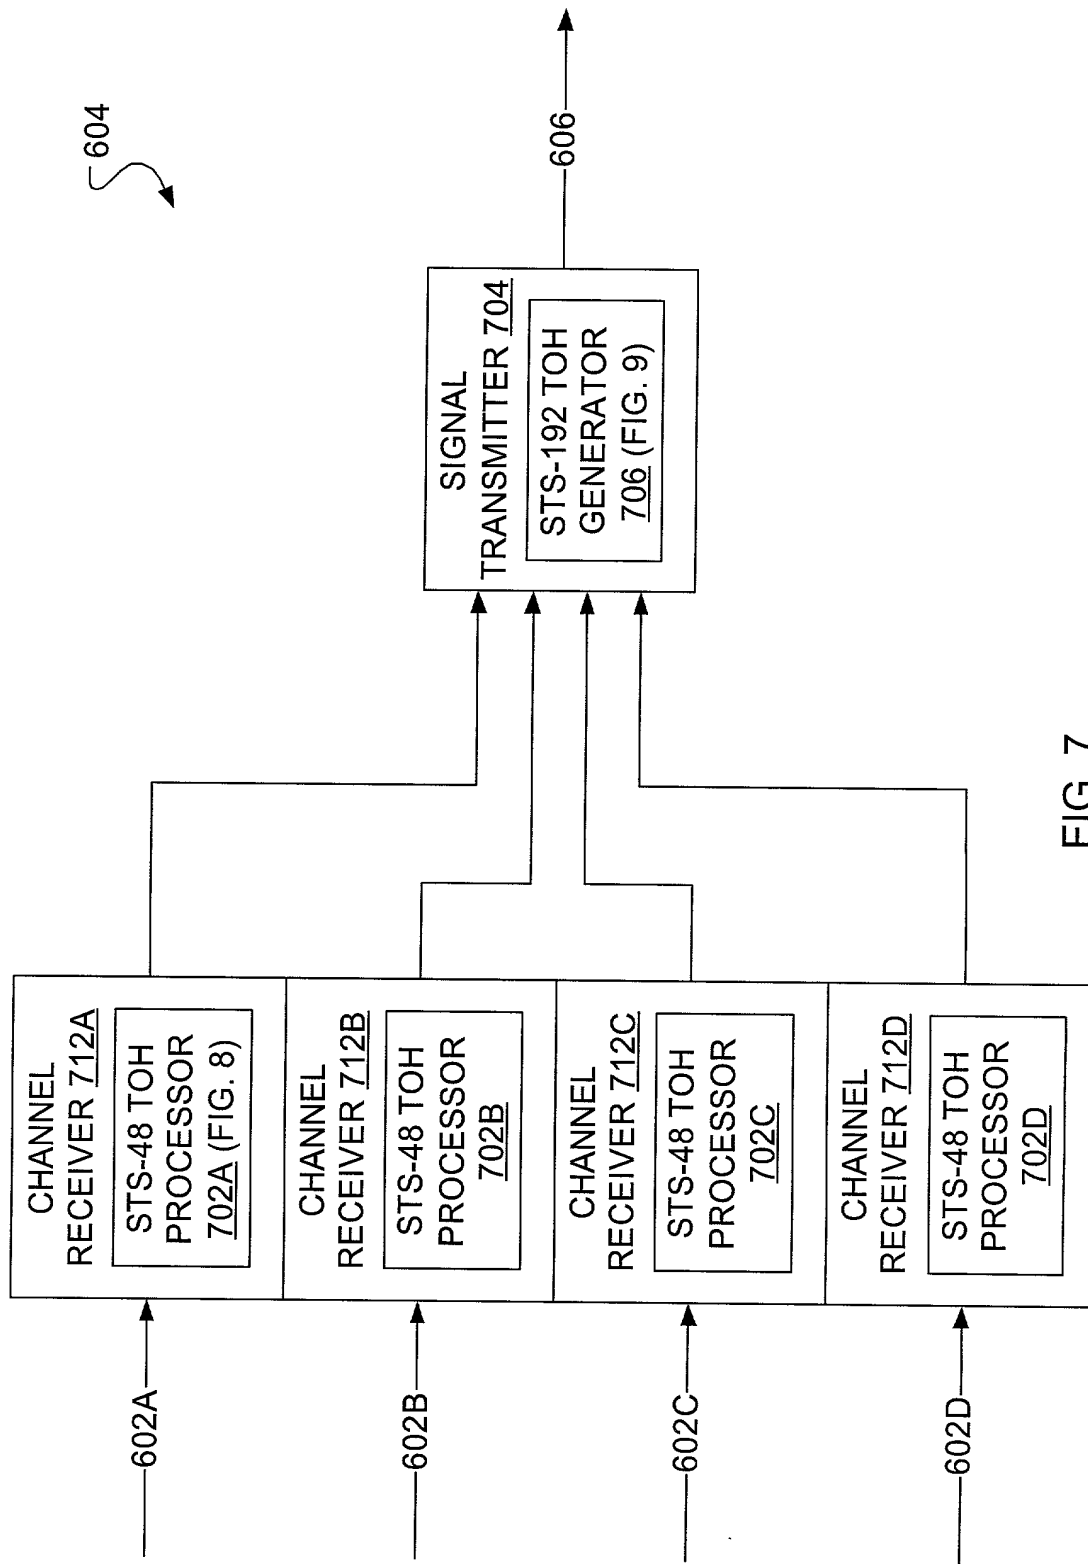 604
602A
CHANNEL
RECEIVER 712A
STS-48 TOH
PROCESSOR
702A (FIG. 8)
602B
CHANNEL
RECEIVER 712B
STS-48 TOH
PROCESSOR
702B
602C
CHANNEL
RECEIVER 712C
STS-48 TOH
PROCESSOR
702C
602D
CHANNEL
RECEIVER 712D
STS-48 TOH
PROCESSOR
702D
SIGNAL
TRANSMITTER 704
STS-192 TOH
GENERATOR
706 (FIG. 9)
606
FIG. 7